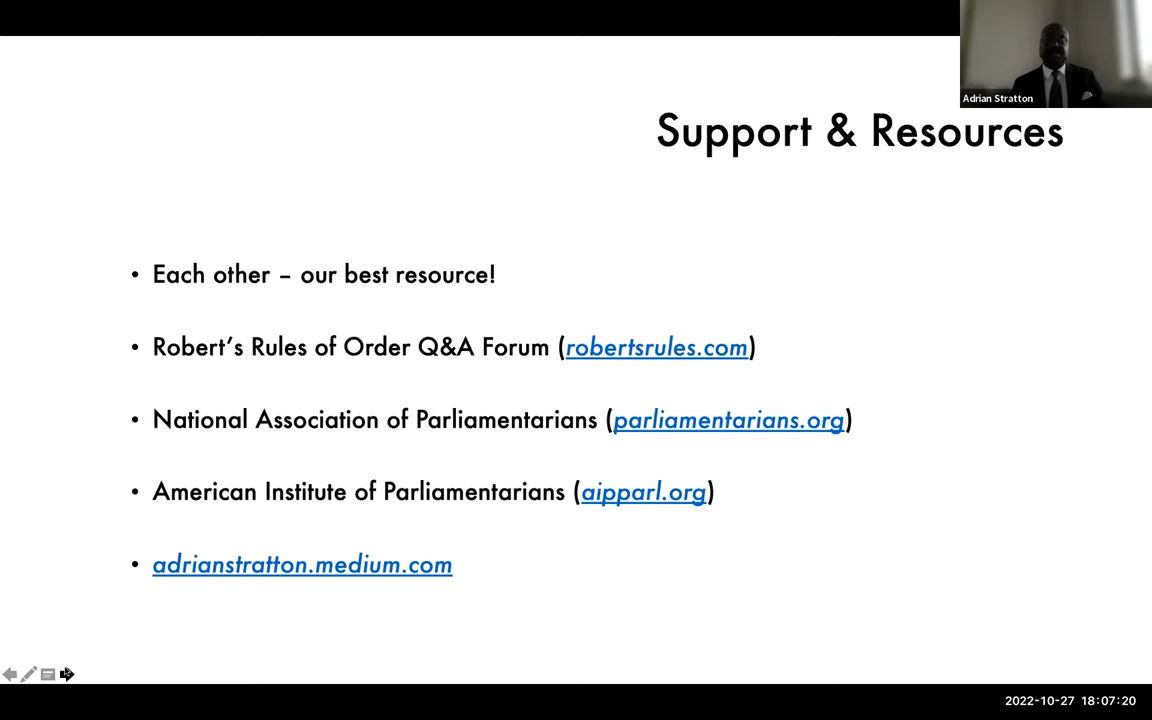 Adrian Stratton
Support & Resources
• Each other – our best resource!
• Robert’s Rules of Order Q&A Forum (robertsrules.com)
• National Association of Parliamentarians (parliamentarians.org)
• American Institute of Parliamentarians (aipparl.org)
• adrianstratton.medium.com
2022-10-27 18:07:20